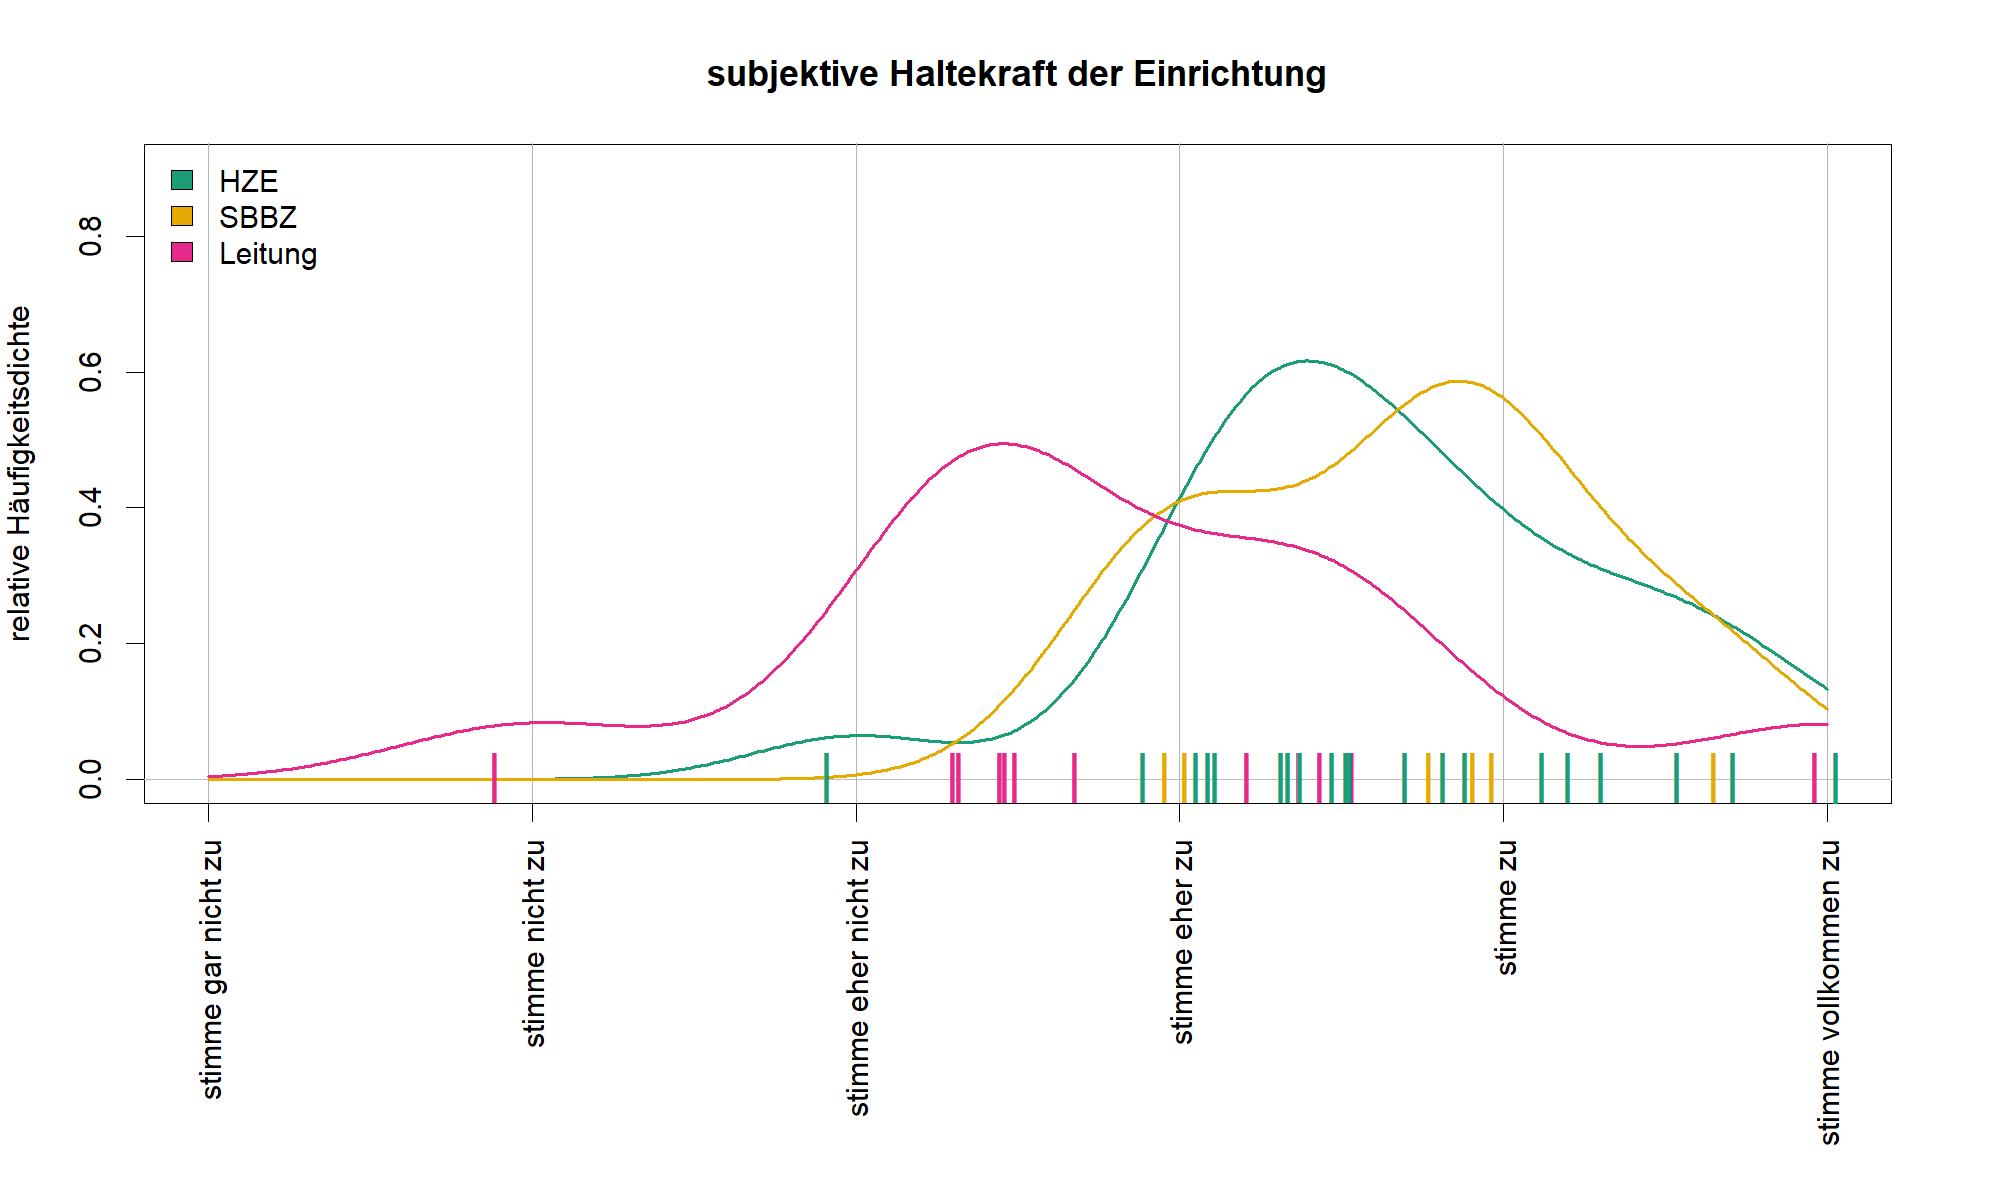 subjektive Haltekraft der Einrichtung
HZE
SBBZ
Leitung
relative Häufigkeitsdichte
0.8
0.6
0.4
0.2
0.0
stimme gar nicht zu
stimme nicht zu
stimme eher nicht zu
stimme eher zu
stimme zu
stimme vollkommen zu